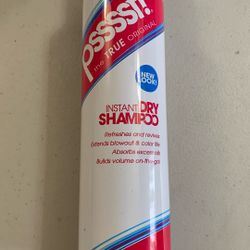 Psssst!
the TRUE ORIGINAL
NEW
LOOK!
INSTANT DRY
SHAMPOO
Refreshes and revives
Extends blowout & color life
Absorbs excess oils
Builds volume on-the-go